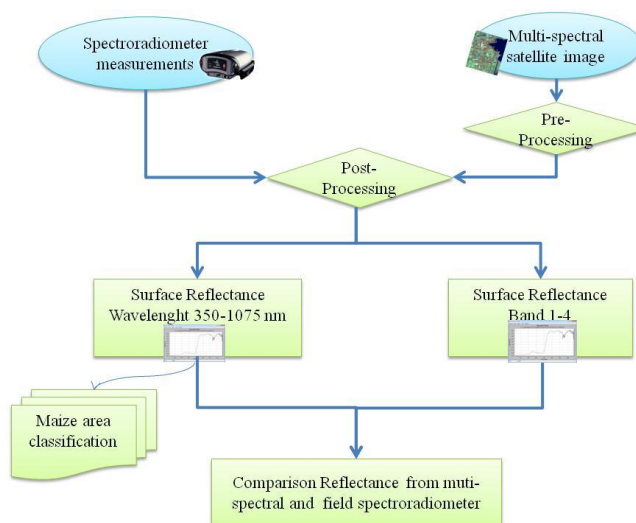 Spectroradiometer
measurements
Multi-spectral
satellite image
Pre-
Processing
Post-
Processing
Surface Reflectance
Wavelenght 350-1075 nm
Surface Reflectance
Band 1-4
Maize area
classification
Comparison Reflectance from muti-
spectral and field spectroradiometer